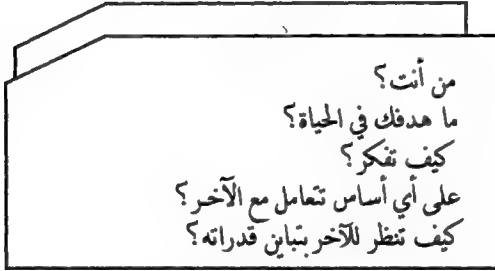 من أنت؟
ما هدفك في الحياة؟
كيف تفكر؟
على أي أساس تتعامل مع الآخر؟
كيف تنظر للآخر بتباين قدراته؟